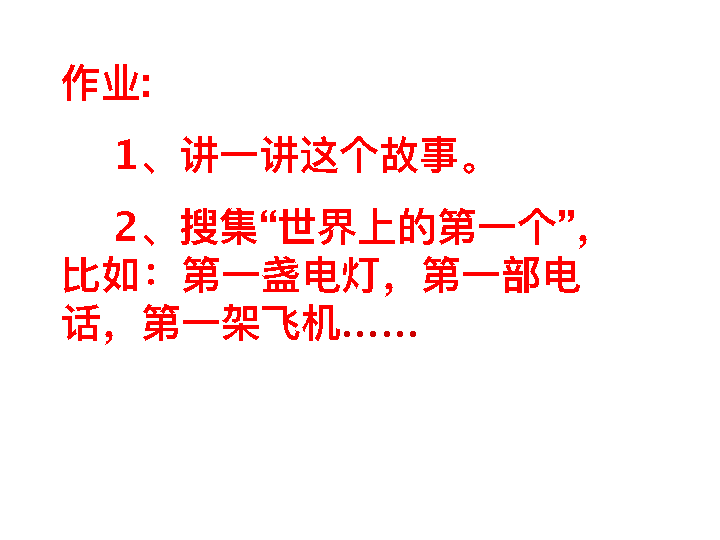 作业:
1、讲一讲这个故事。
2、搜集“世界上的第一个”,
比如：第一盏电灯，第一部电
话，第一架飞机……